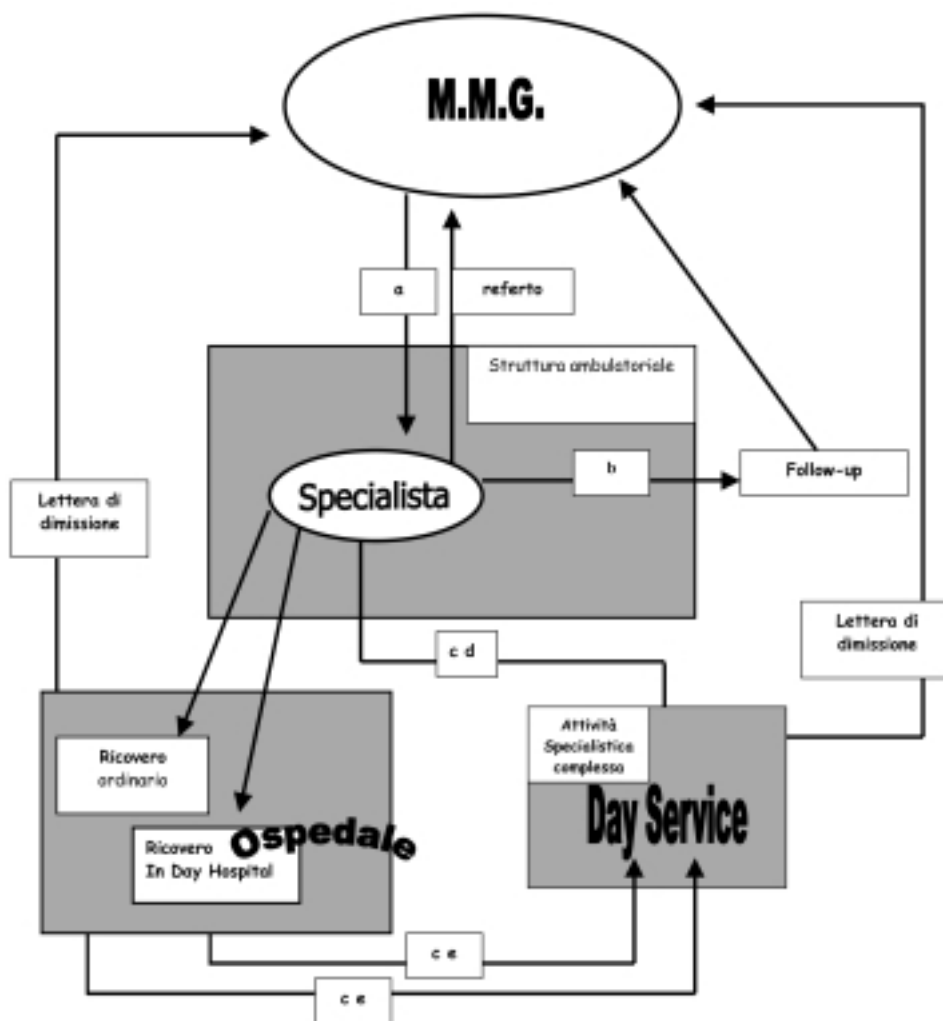 M.M.G.
a
referto
Struttura ambulatoriale
Specialista
b
Follow-up
Lettera di
dimissione
Lettera di
dimissione
c d
Ricovero
ordinario
Ospedale
Ricovero
In Day Hospital
Attività
Specialistica
complessa
Day Service
c e
c e